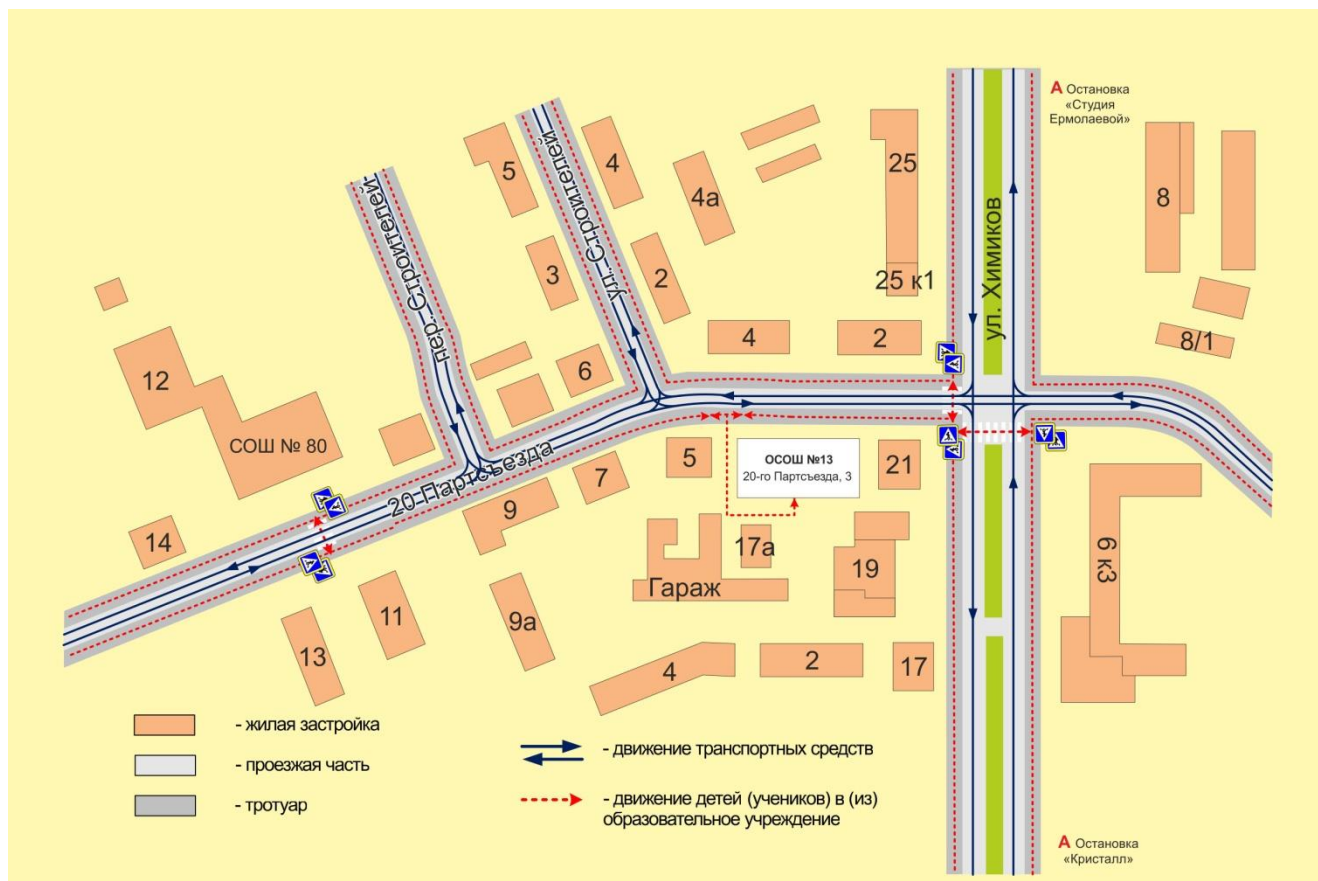 А Остановка
«Студия
Ермолаевой»
5
4
4а
25
8
ул. Строителей
пер. Строителей
ул. Химиков
3
2
25 к1
4
2
8/1
12
6
СОШ № 80
20 Партсъезда
5
ОСОШ №13
20-го Партсъезда, 3
21
7
9
14
17а
19
6 к3
Гараж
11
9а
13
4
2
17
- жилая застройка
- проезжая часть
- тротуар
- движение транспортных средств
- движение детей (учеников) в (из)
образовательное учреждение
А Остановка
«Кристалл»